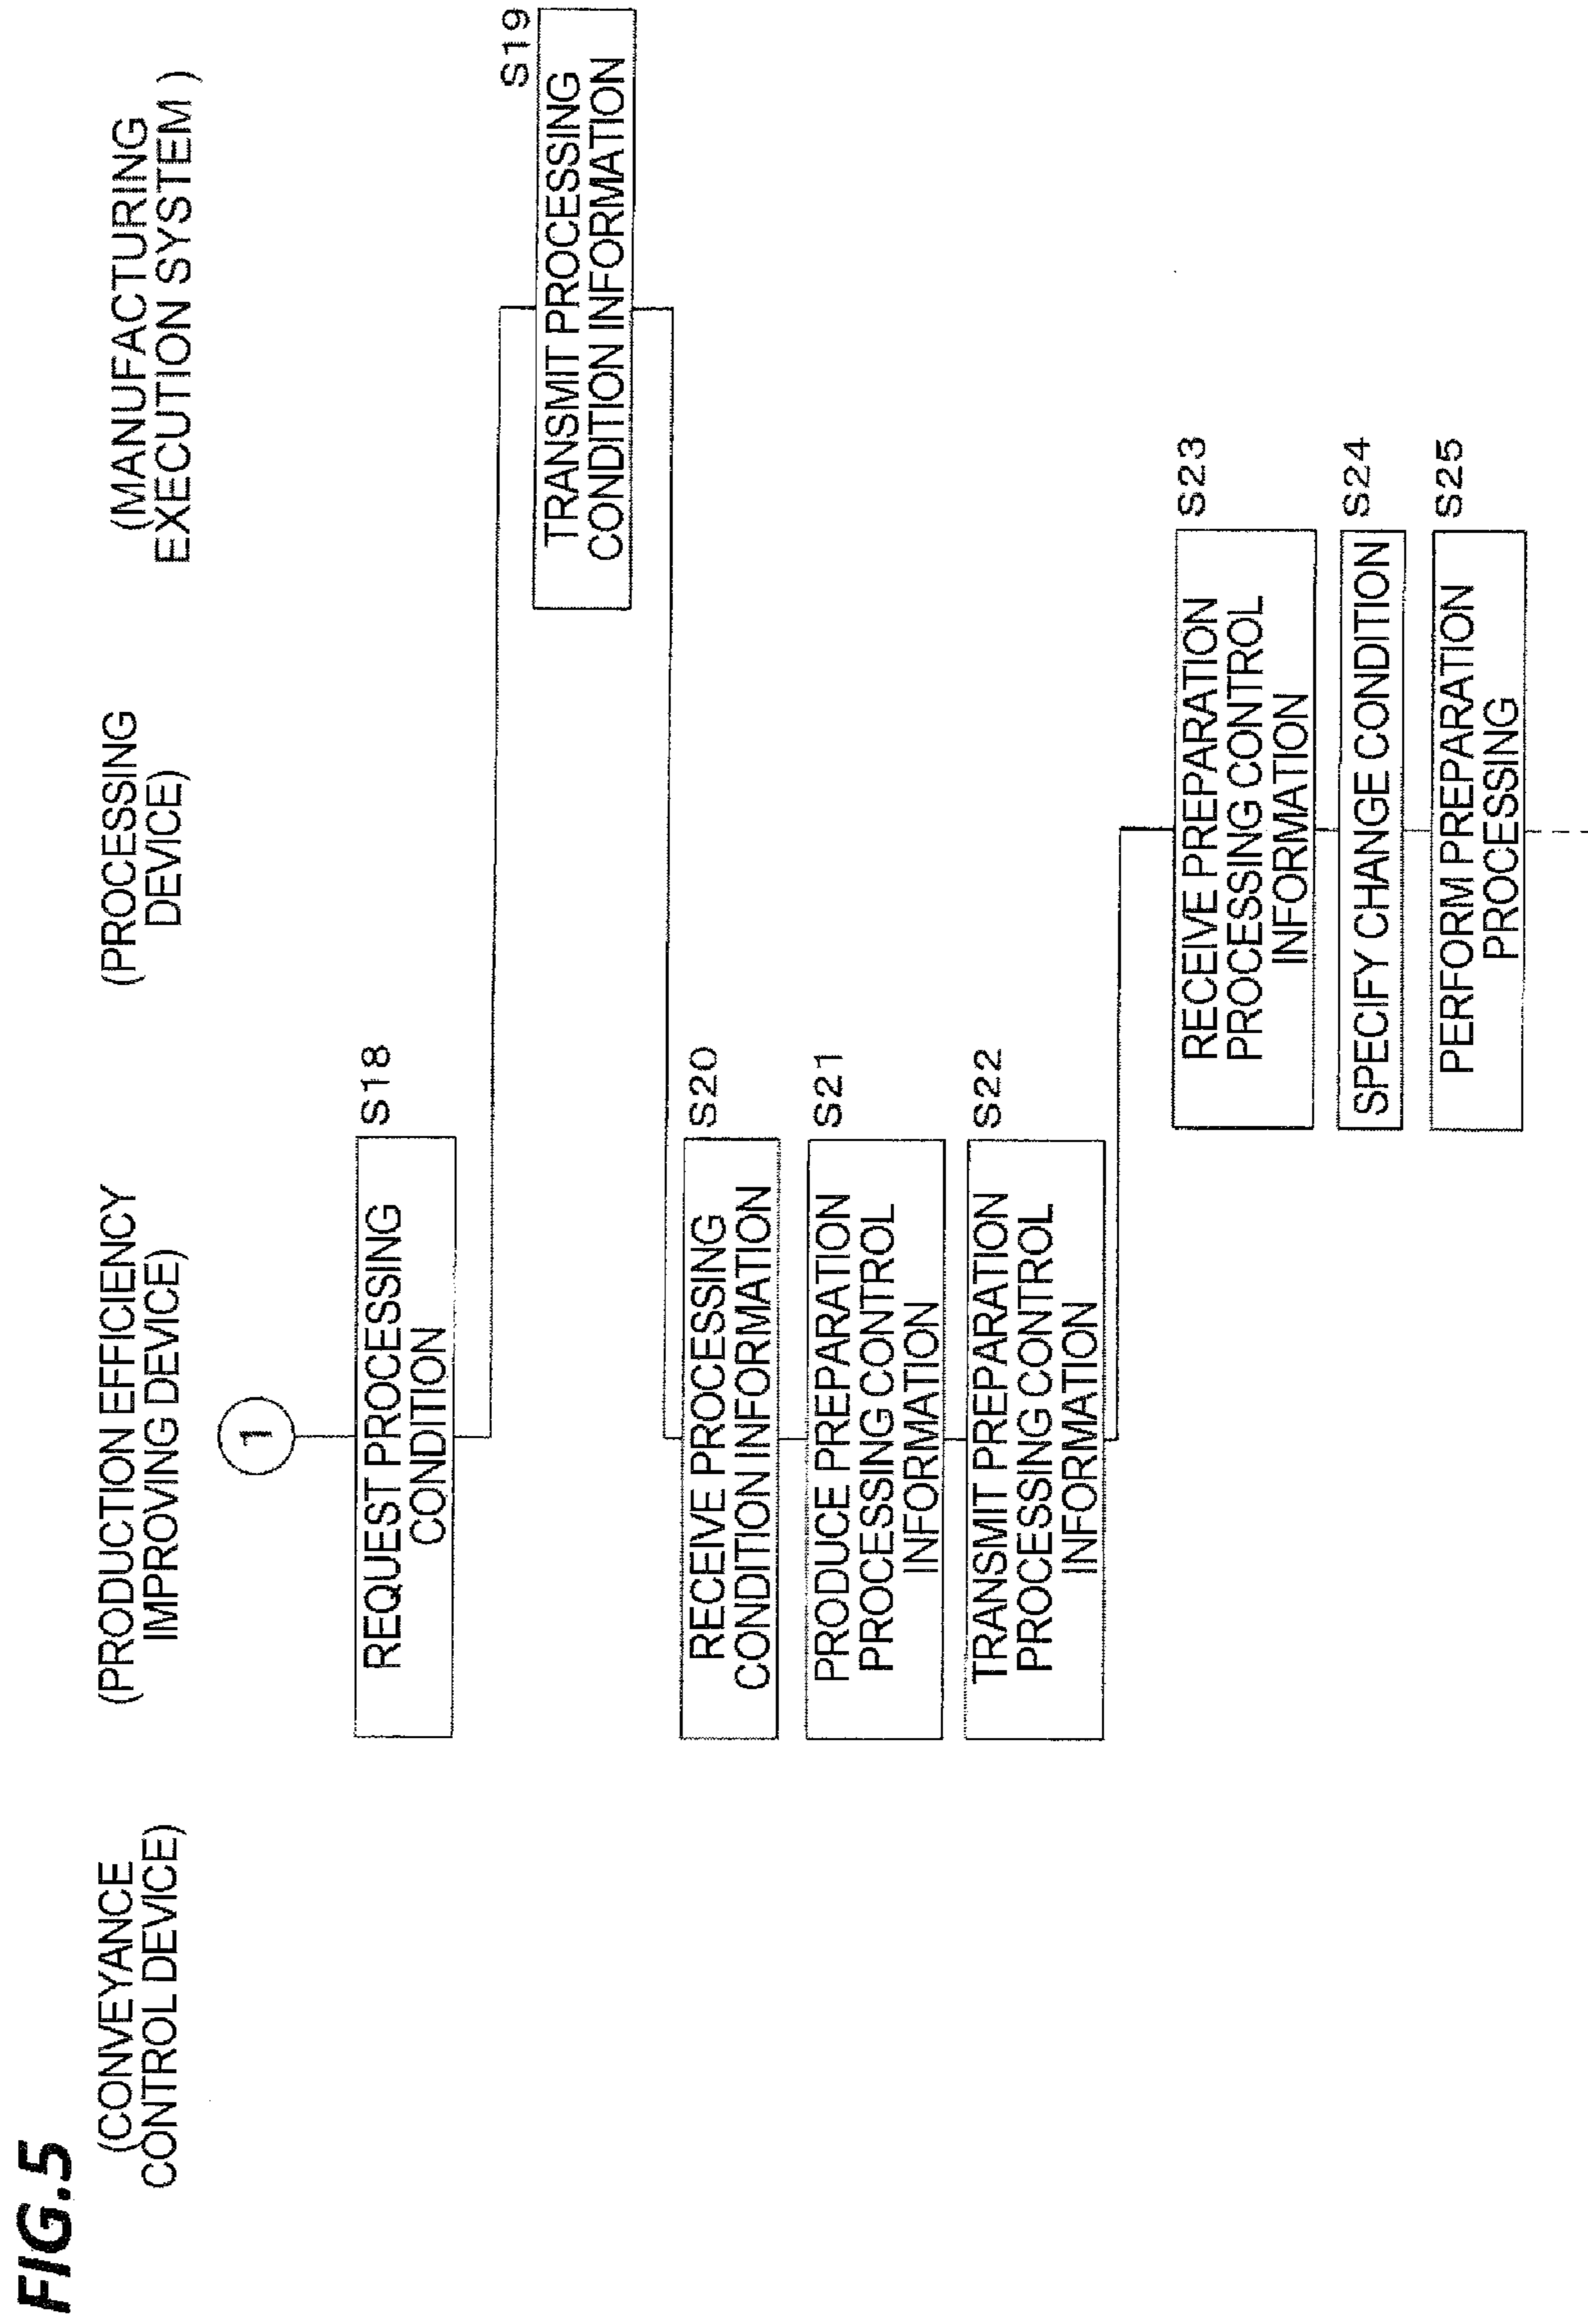 FIG.5
(CONVEYANCE
CONTROL DEVICE)
(PRODUCTION EFFICIENCY
IMPROVING DEVICE)
(PROCESSING
DEVICE)
(MANUFACTURING
EXECUTION SYSTEM )
1
S18
REQUEST PROCESSING
CONDITION
S19
TRANSMIT PROCESSING
CONDITION INFORMATION
S20
RECEIVE PROCESSING
CONDITION INFORMATION
S21
PRODUCE PREPARATION
PROCESSING CONTROL
INFORMATION
S22
TRANSMIT PREPARATION
PROCESSING CONTROL
INFORMATION
S23
RECEIVE PREPARATION
PROCESSING CONTROL
INFORMATION
S24
SPECIFY CHANGE CONDITION
S25
PERFORM PREPARATION
PROCESSING